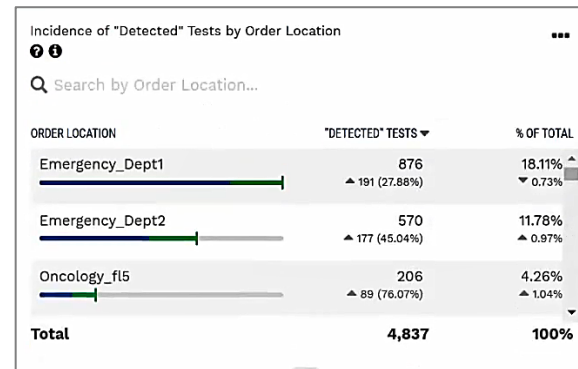 Incidence of "Detected" Tests by Order Location
Search by Order Location...
ORDER LOCATION "DETECTED" TESTS ▼ % OF TOTAL
Emergency_Dept1 876 18.11%
▲ 191 (27.88%) ▼ 0.73%
Emergency_Dept2 570 11.78%
▲ 177 (45.04%) ▲ 0.97%
Oncology_fl5 206 4.26%
▲ 89 (76.07%) ▲ 1.04%
Total 4,837 100%